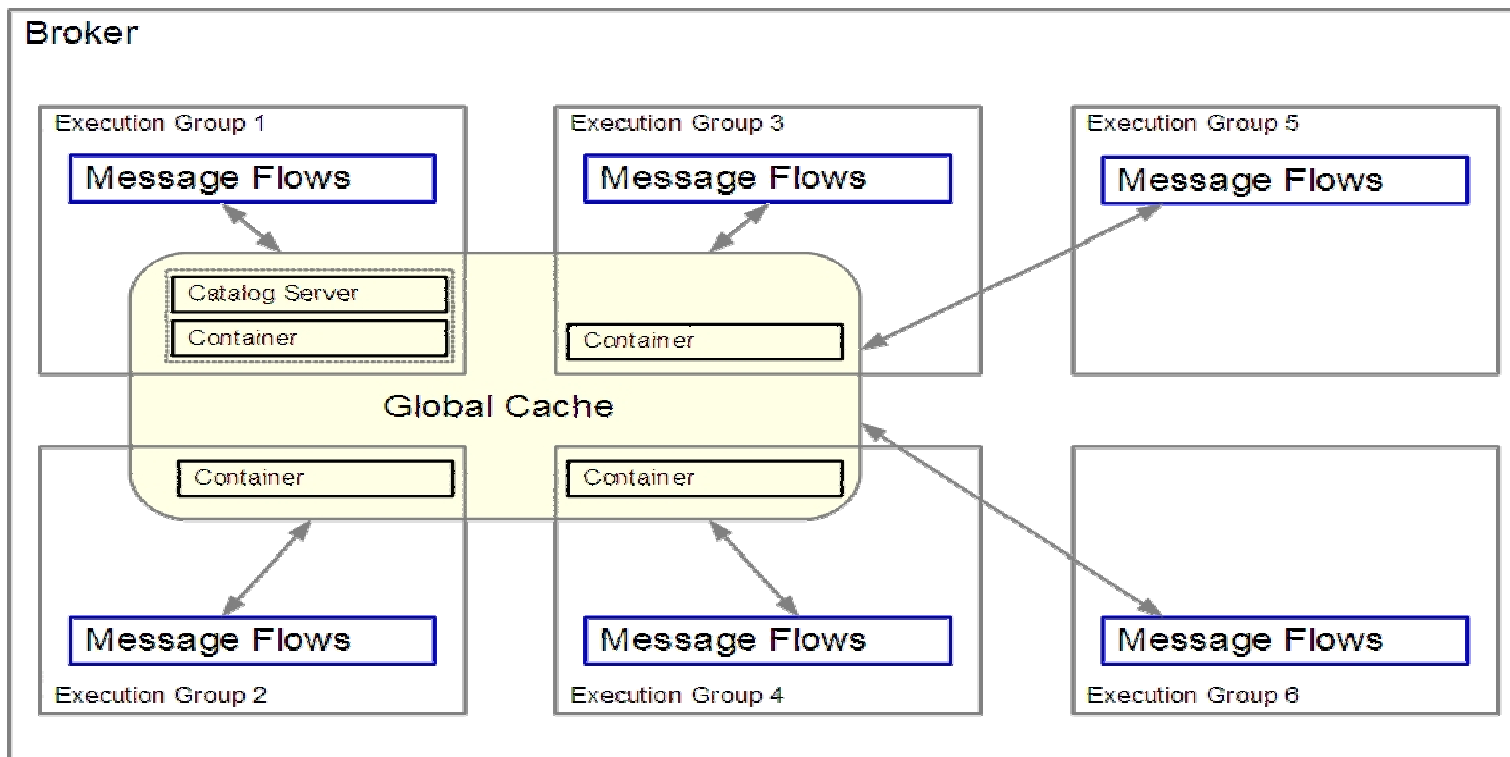 Broker
Execution Group 1
Message Flows
Catalog Server
Container
Execution Group 3
Message Flows
Container
Execution Group 5
Message Flows
Global Cache
Container
Message Flows
Execution Group 2
Container
Message Flows
Execution Group 4
Message Flows
Execution Group 6